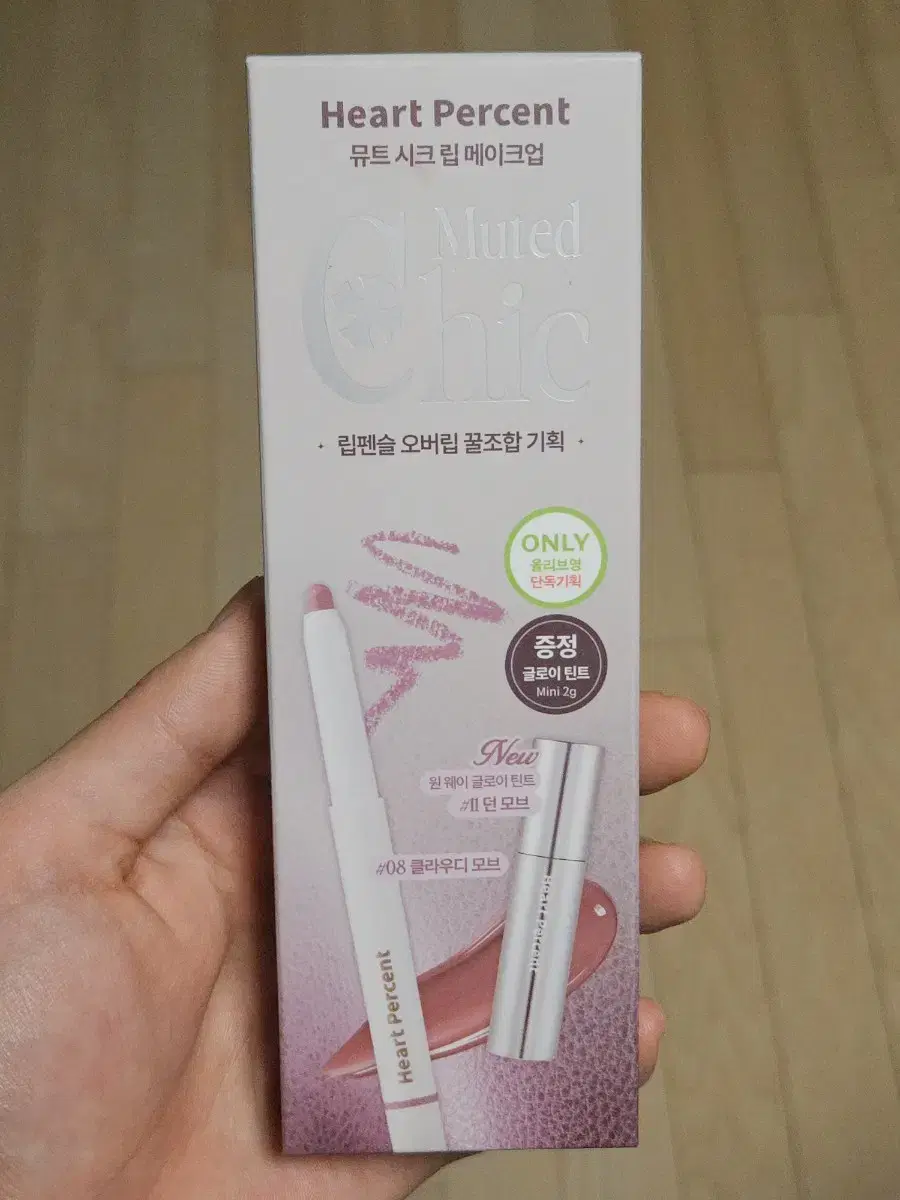 Heart Percent
뮤트 시크 립 메이크업
Muted
Chic
립펜슬 오버립 꿀조합 기획
ONLY
올리브영
단독기획
증정
글로이 틴트
Mini 2g
New
원 웨이 글로이 틴트
#11 던 모브
#08 클라우디 모브
Heart Percent
Heart Percent